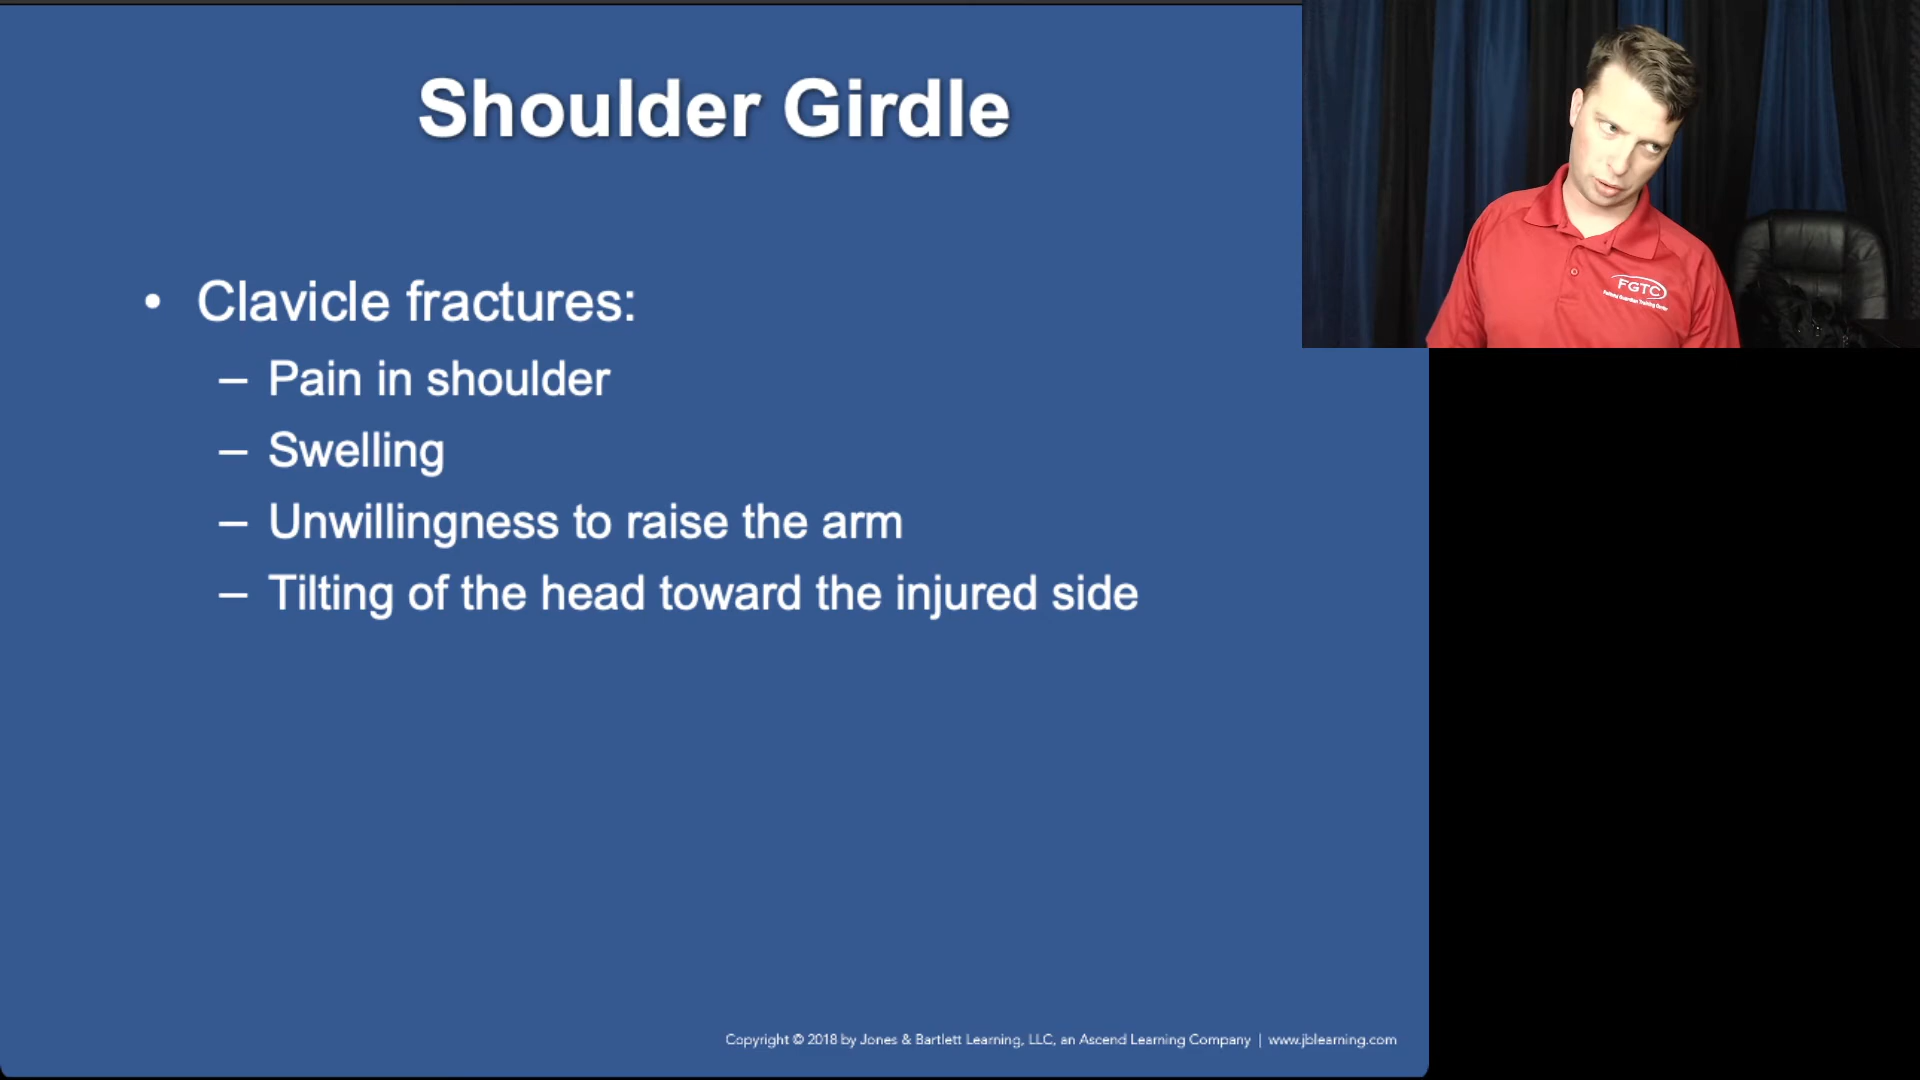 Shoulder Girdle
• Clavicle fractures:
– Pain in shoulder
– Swelling
– Unwillingness to raise the arm
– Tilting of the head toward the injured side
Copyright © 2018 by Jones & Bartlett Learning, LLC, an Ascend Learning Company | www.jblearning.com
FGTC